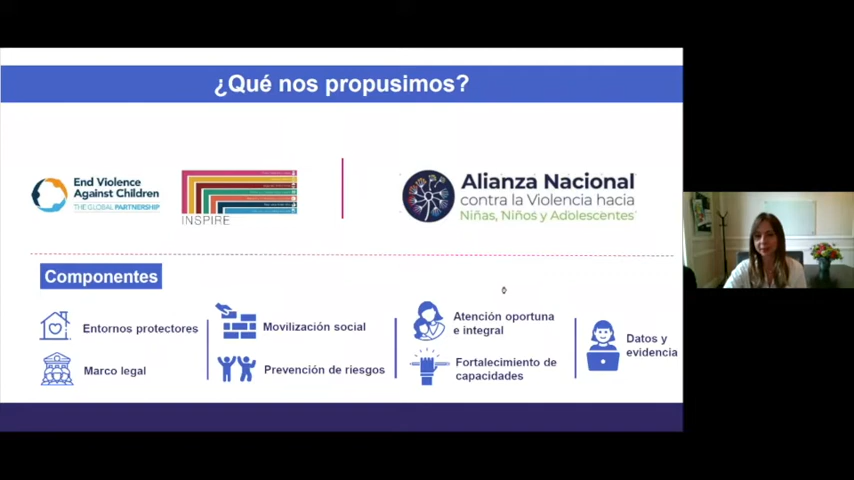 ¿Qué nos propusimos?
End Violence
Against Children
THE GLOBAL PARTNERSHIP
INSPIRE
Alianza Nacional
contra la Violencia hacia
Niñas, Niños y Adolescentes
Componentes
Entornos protectores
Marco legal
Movilización social
Prevención de riesgos
Atención oportuna
e integral
Fortalecimiento de
capacidades
Datos y
evidencia